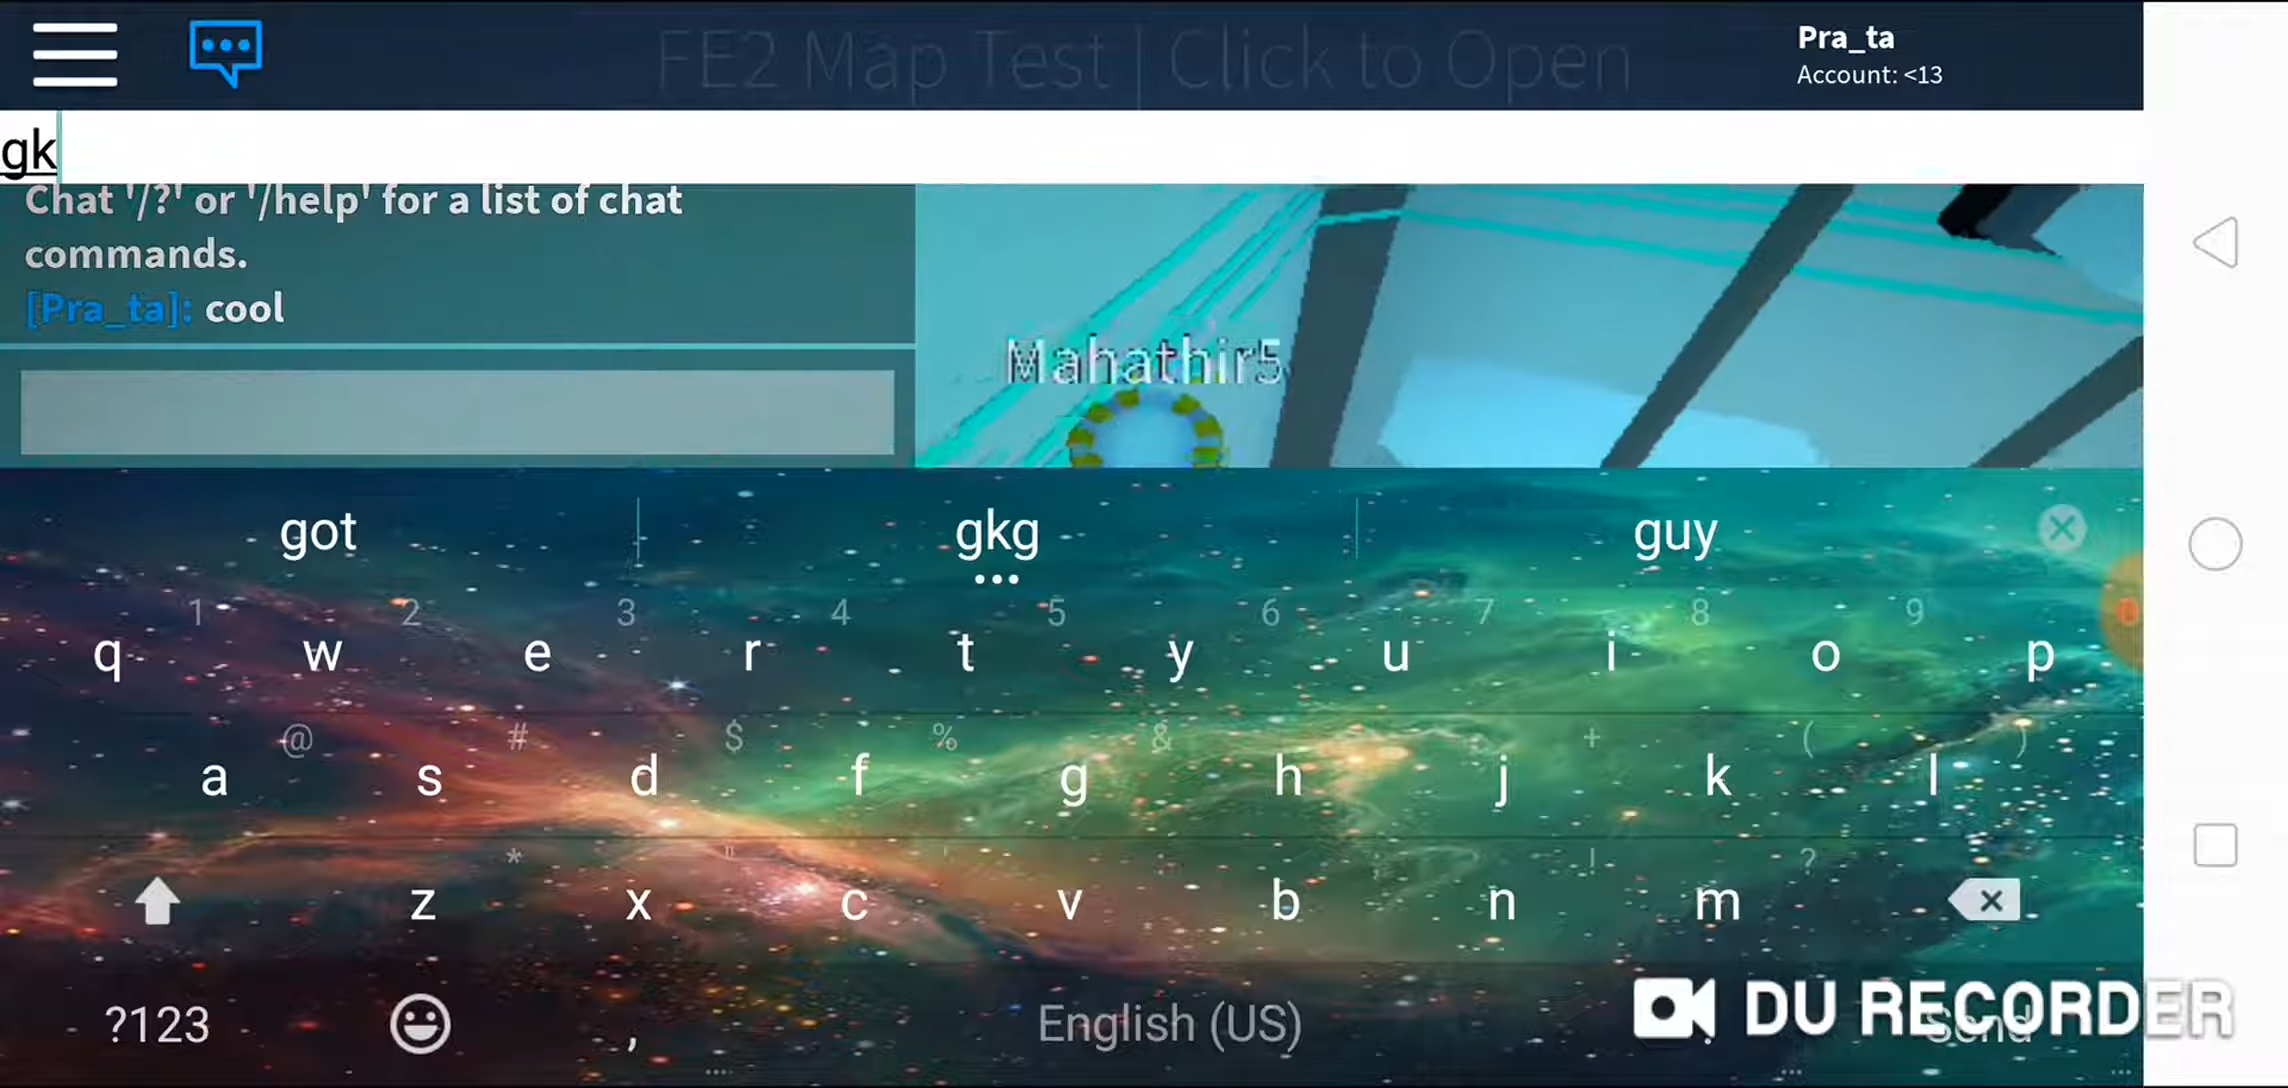 FE2 Map Test | Click to Open
Pra_ta
Account: <13
gk
Chat '/?' or '/help' for a list of chat
commands.
[Pra_ta]: cool
Mahathir5
got gkg guy
1 2 3 4 5 6 7 8 9
q w e r t y u i o p
@ # $ % & + ( )
a s d f g h j k l
* " ' ! ?
z x c v b n m
?123 , English (US) Send
DU RECORDER